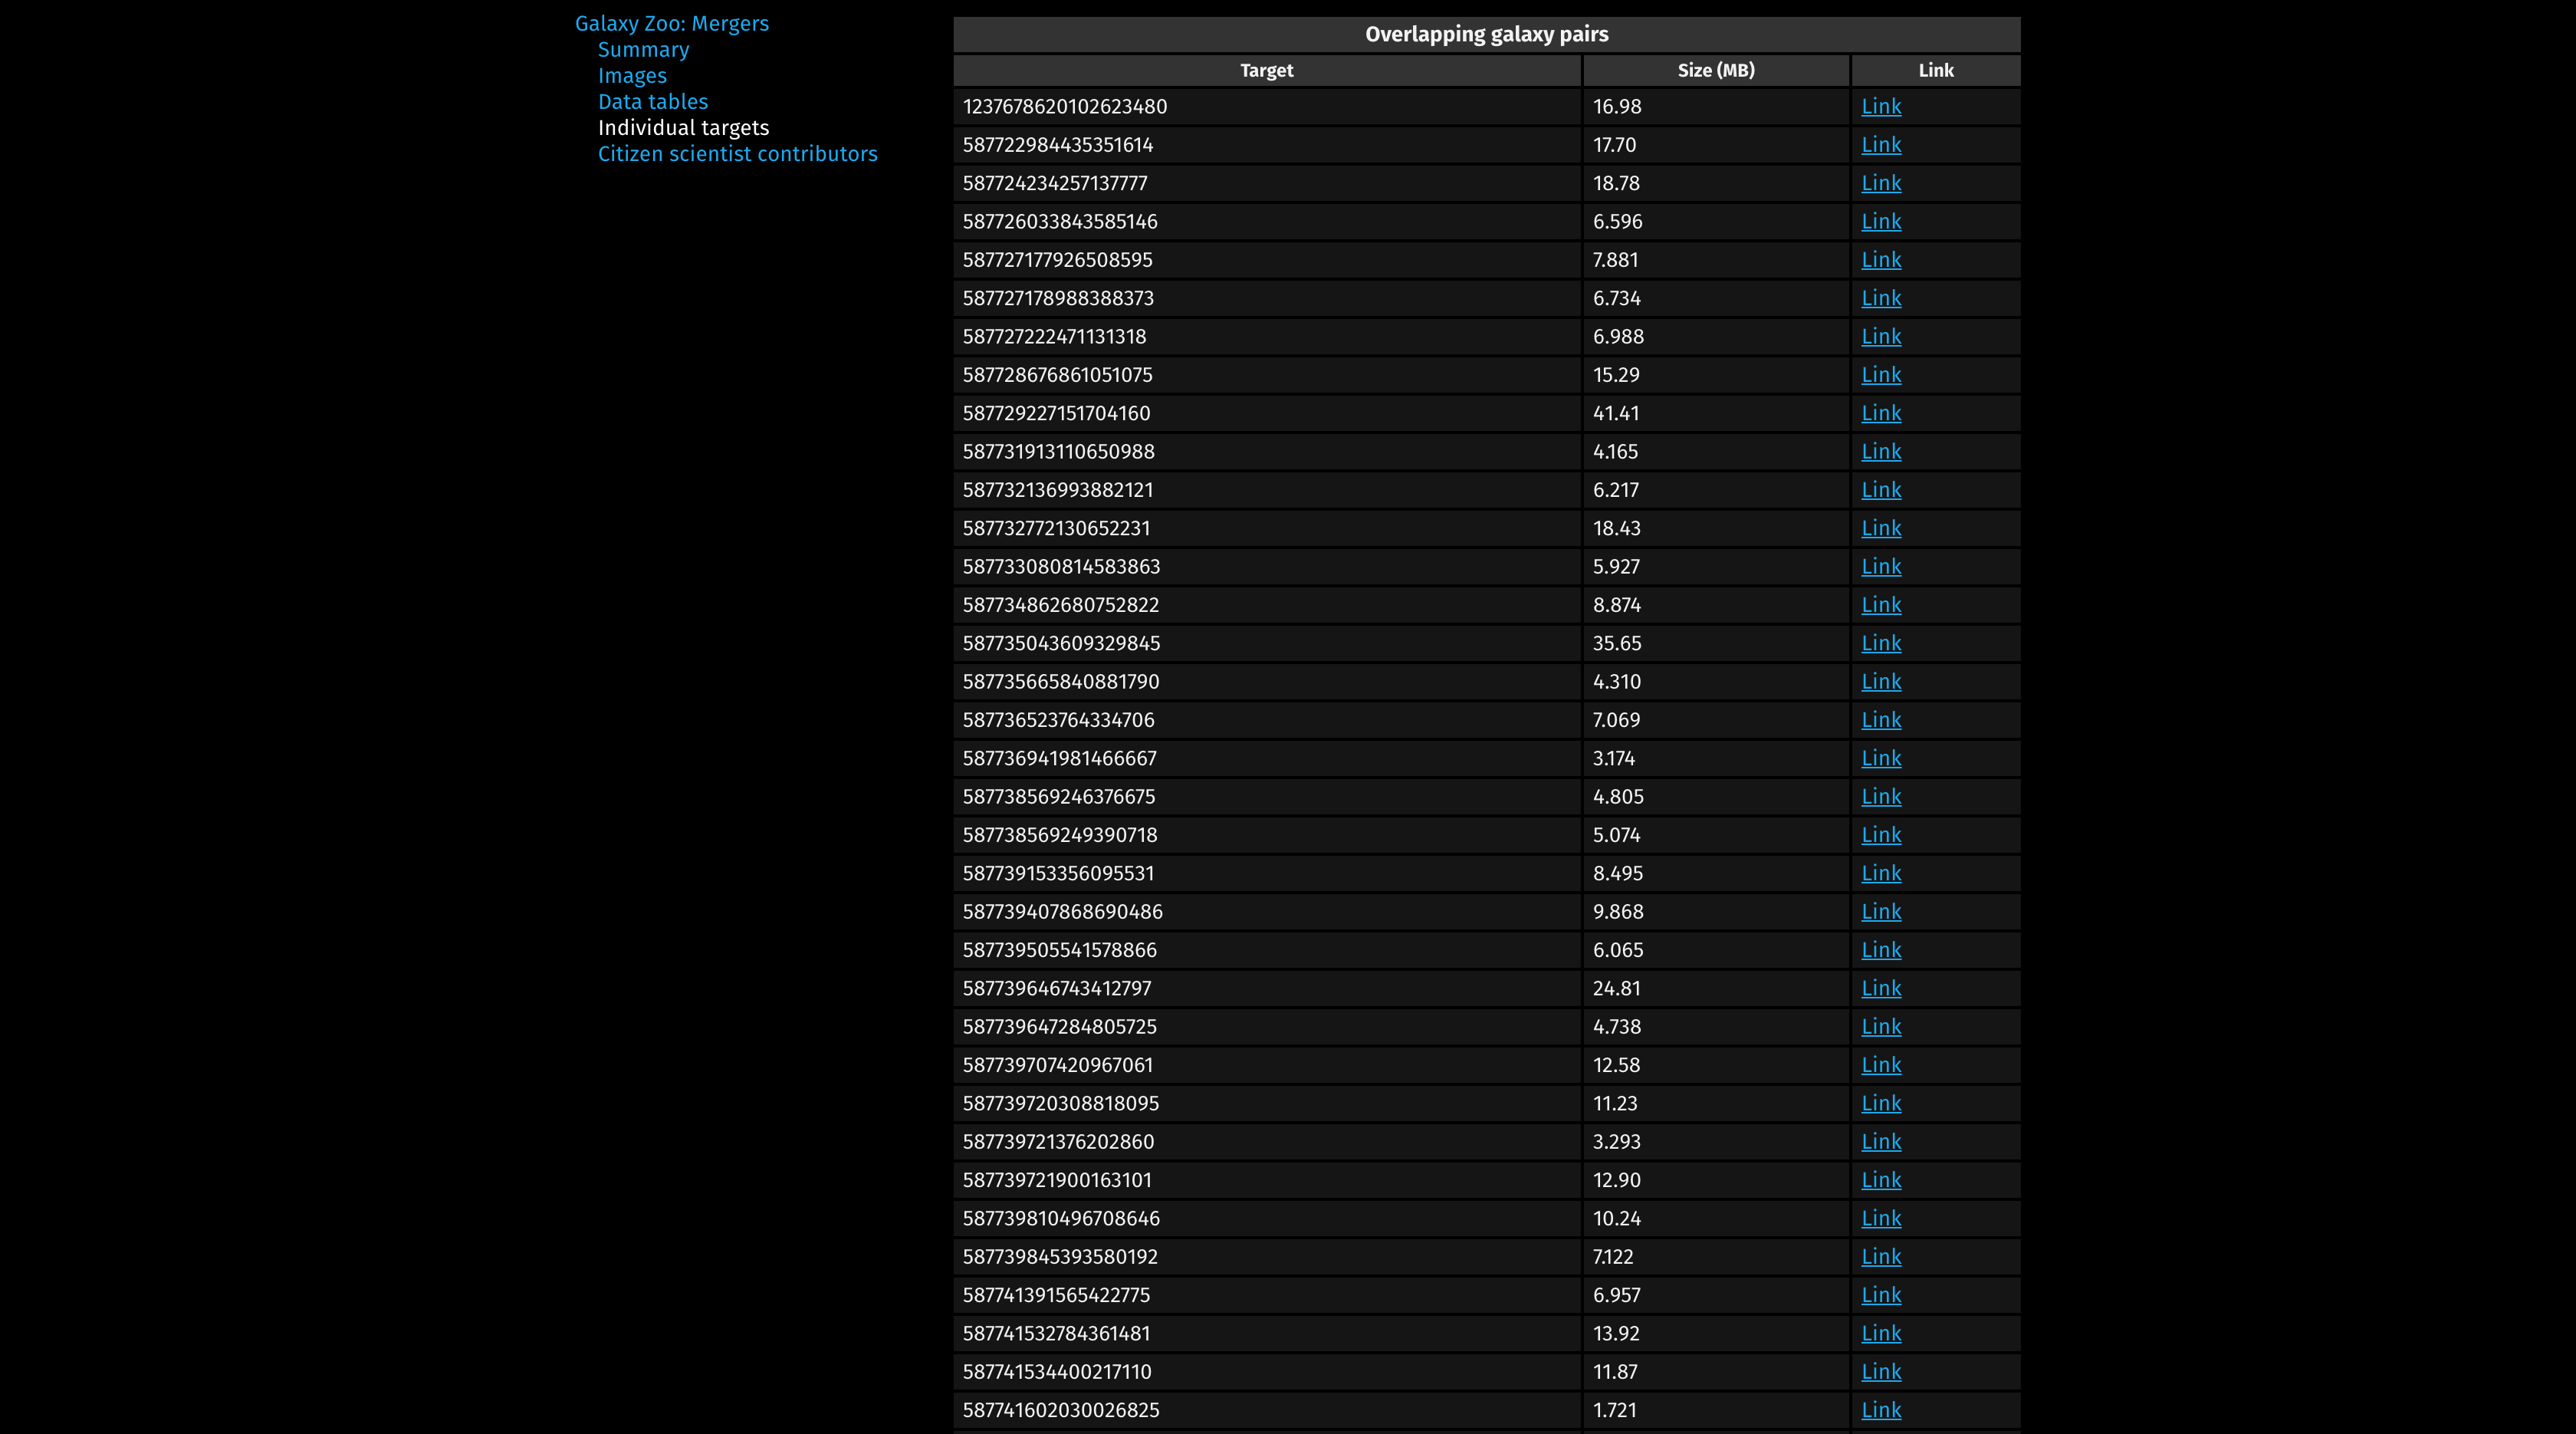 Galaxy Zoo: Mergers
Summary
Images
Data tables
Individual targets
Citizen scientist contributors
Overlapping galaxy pairs
Target Size (MB) Link
1237678620102623480 16.98 Link
587722984435351614 17.70 Link
587724234257137777 18.78 Link
587726033843585146 6.596 Link
587727177926508595 7.881 Link
587727178988388373 6.734 Link
587727222471131318 6.988 Link
587728676861051075 15.29 Link
587729227151704160 41.41 Link
587731913110650988 4.165 Link
587732136993882121 6.217 Link
587732772130652231 18.43 Link
587733080814583863 5.927 Link
587734862680752822 8.874 Link
587735043609329845 35.65 Link
587735665840881790 4.310 Link
587736523764334706 7.069 Link
587736941981466667 3.174 Link
587738569246376675 4.805 Link
587738569249390718 5.074 Link
587739153356095531 8.495 Link
587739407868690486 9.868 Link
587739505541578866 6.065 Link
587739646743412797 24.81 Link
587739647284805725 4.738 Link
587739707420967061 12.58 Link
587739720308818095 11.23 Link
587739721376202860 3.293 Link
587739721900163101 12.90 Link
587739810496708646 10.24 Link
587739845393580192 7.122 Link
587741391565422775 6.957 Link
587741532784361481 13.92 Link
587741534400217110 11.87 Link
587741602030026825 1.721 Link